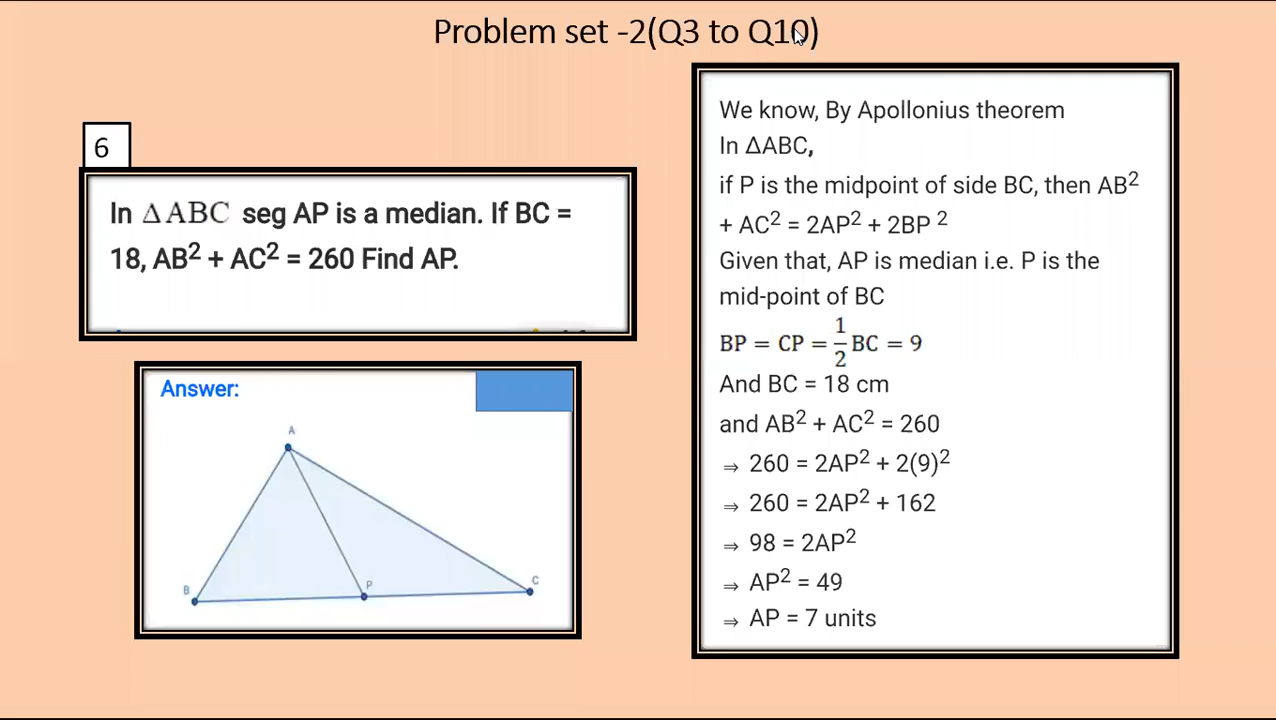 Problem set -2(Q3 to Q10)
6
In ΔABC seg AP is a median. If BC =
18, AB² + AC² = 260 Find AP.
Answer:
A
B
P
C
We know, By Apollonius theorem
In ΔABC,
if P is the midpoint of side BC, then AB²
+ AC² = 2AP² + 2BP ²
Given that, AP is median i.e. P is the
mid-point of BC
BP = CP = 1/2 BC = 9
And BC = 18 cm
and AB² + AC² = 260
⇒ 260 = 2AP² + 2(9)²
⇒ 260 = 2AP² + 162
⇒ 98 = 2AP²
⇒ AP² = 49
⇒ AP = 7 units